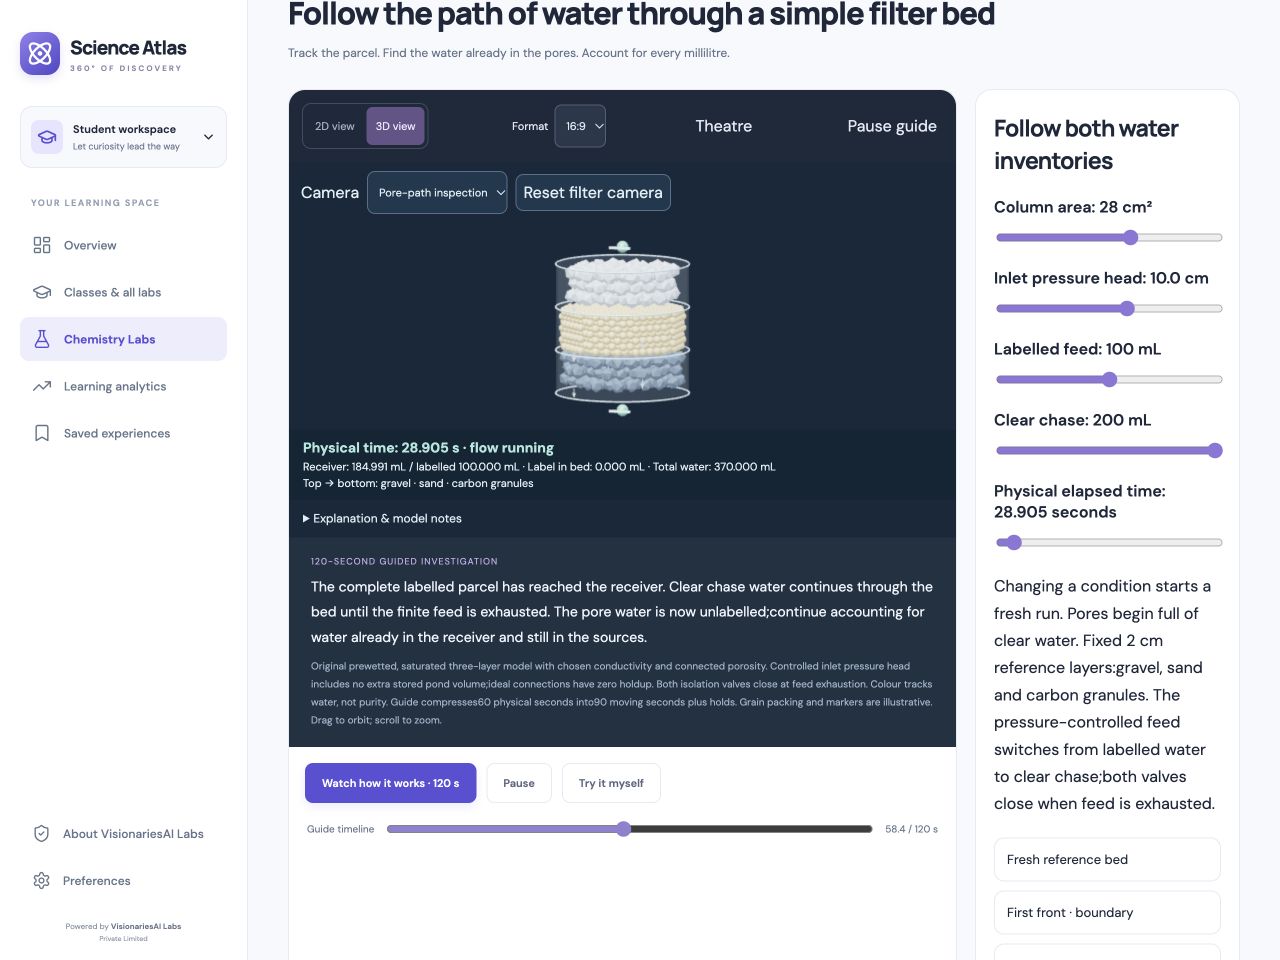 Science Atlas
360° OF DISCOVERY
Student workspace
Let curiosity lead the way
YOUR LEARNING SPACE
Overview
Classes & all labs
Chemistry Labs
Learning analytics
Saved experiences
About VisionariesAI Labs
Preferences
Powered by VisionariesAI Labs
Private Limited
Follow the path of water through a simple filter bed
Track the parcel. Find the water already in the pores. Account for every millilitre.
2D view
3D view
Format
16:9
Theatre
Pause guide
Camera
Pore-path inspection
Reset filter camera
Physical time: 28.905 s · flow running
Receiver: 184.991 mL / labelled 100.000 mL · Label in bed: 0.000 mL · Total water: 370.000 mL
Top → bottom: gravel · sand · carbon granules
Explanation & model notes
120-SECOND GUIDED INVESTIGATION
The complete labelled parcel has reached the receiver. Clear chase water continues through the
bed until the finite feed is exhausted. The pore water is now unlabelled;continue accounting for
water already in the receiver and still in the sources.
Original prewetted, saturated three-layer model with chosen conductivity and connected porosity. Controlled inlet pressure head
includes no extra stored pond volume;ideal connections have zero holdup. Both isolation valves close at feed exhaustion. Colour tracks
water, not purity. Guide compresses60 physical seconds into90 moving seconds plus holds. Grain packing and markers are illustrative.
Drag to orbit; scroll to zoom.
Watch how it works · 120 s
Pause
Try it myself
Guide timeline
58.4 / 120 s
Follow both water
inventories
Column area: 28 cm²
Inlet pressure head: 10.0 cm
Labelled feed: 100 mL
Clear chase: 200 mL
Physical elapsed time:
28.905 seconds
Changing a condition starts a
fresh run. Pores begin full of
clear water. Fixed 2 cm
reference layers:gravel, sand
and carbon granules. The
pressure-controlled feed
switches from labelled water
to clear chase;both valves
close when feed is exhausted.
Fresh reference bed
First front · boundary